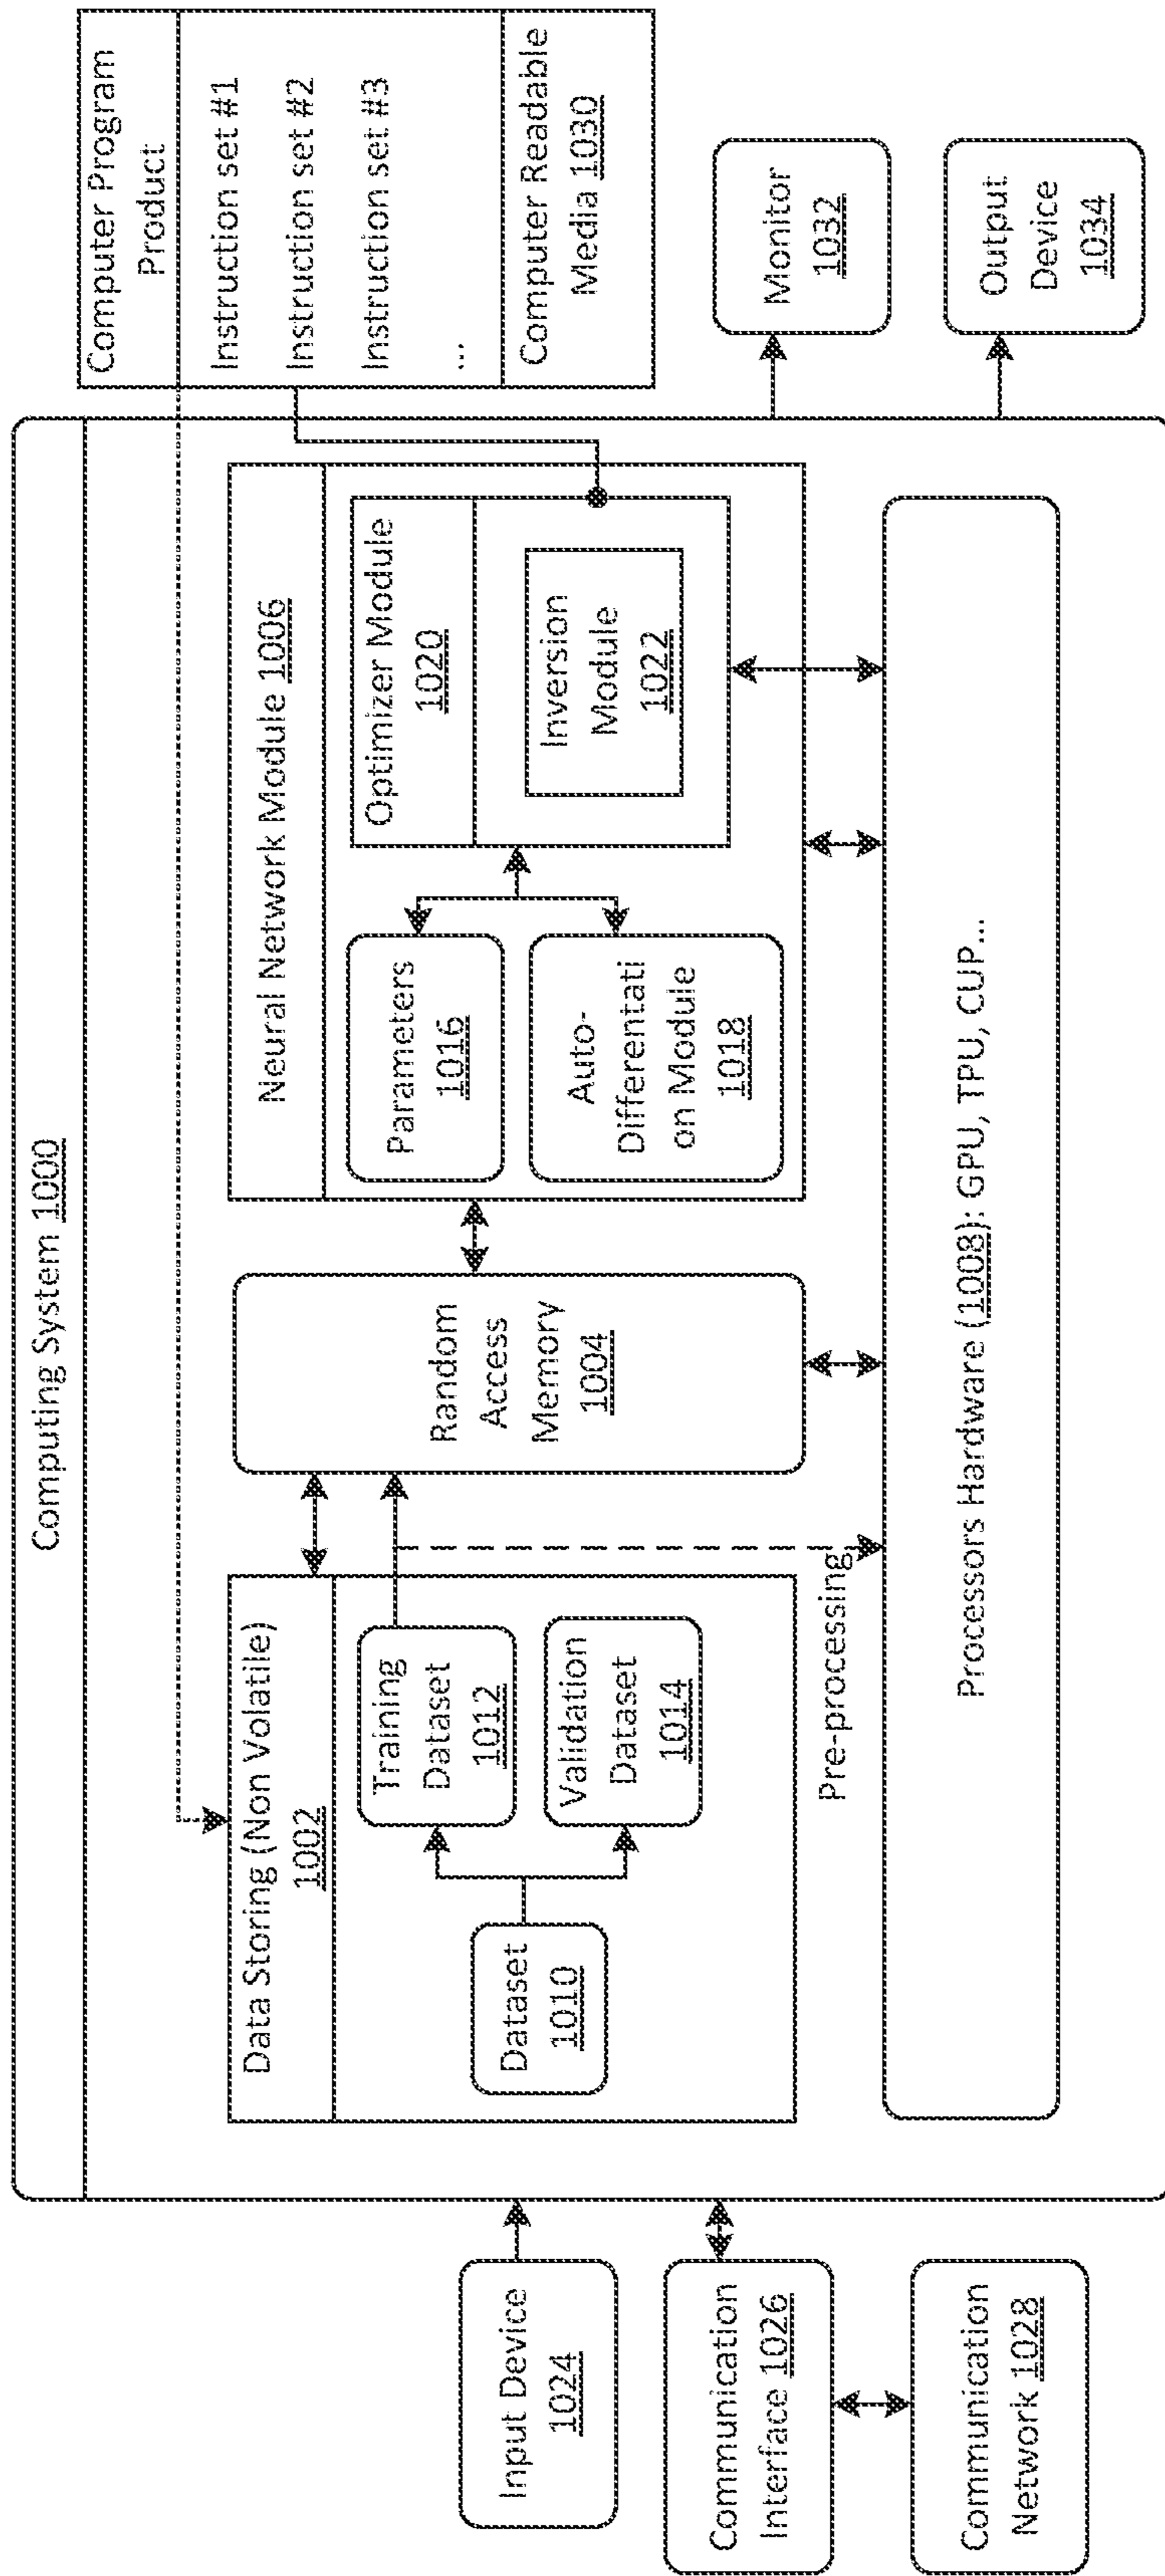 Computing System 1000
Data Storing (Non Volatile)
1002
Dataset
1010
Training
Dataset
1012
Validation
Dataset
1014
Pre-processing
Random
Access
Memory
1004
Neural Network Module 1006
Parameters
1016
Auto-
Differentati
on Module
1018
Optimizer Module
1020
Inversion
Module
1022
Processors Hardware (1008): GPU, TPU, CUP...
Input Device
1024
Communication
Interface 1026
Communication
Network 1028
Computer Program
Product
Instruction set #1
Instruction set #2
Instruction set #3
...
Computer Readable
Media 1030
Monitor
1032
Output
Device
1034